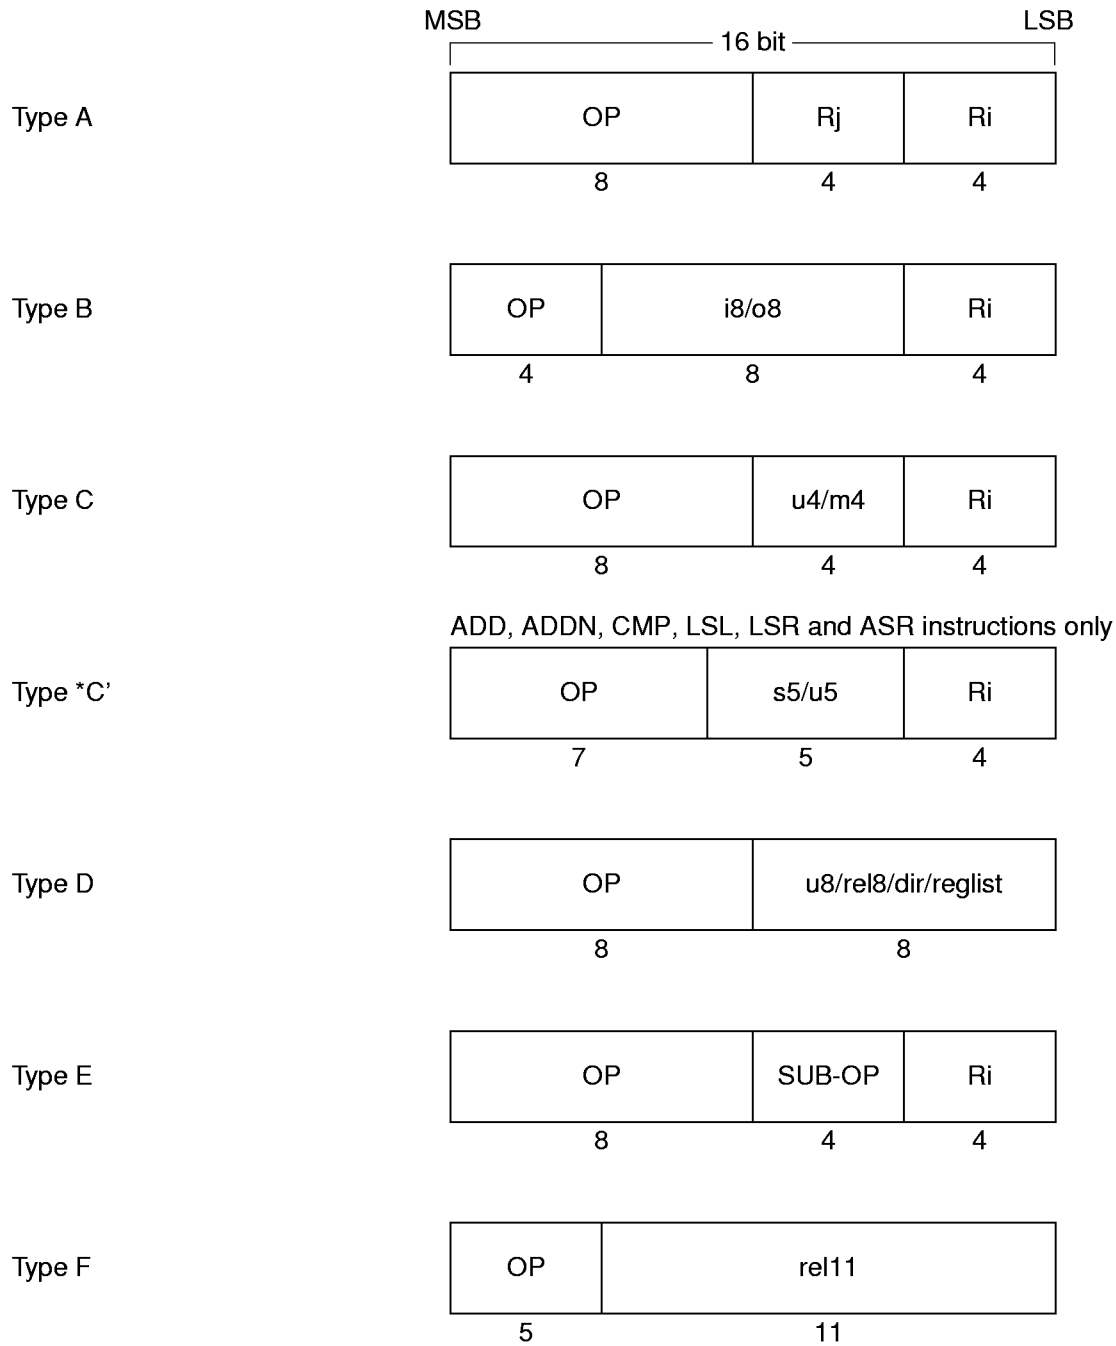 MSB LSB
16 bit
Type A OP Rj Ri
8 4 4
Type B OP i8/o8 Ri
4 8 4
Type C OP u4/m4 Ri
8 4 4
ADD, ADDN, CMP, LSL, LSR and ASR instructions only
Type *C’ OP s5/u5 Ri
7 5 4
Type D OP u8/rel8/dir/reglist
8 8
Type E OP SUB-OP Ri
8 4 4
Type F OP rel11
5 11